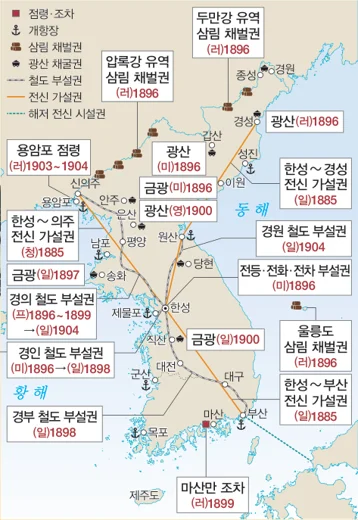 점령·조차
개항장
삼림 채벌권
광산 채굴권
철도 부설권
전신 가설권
해저 전신 시설권
두만강 유역
삼림 채벌권
(러)1896
압록강 유역
삼림 채벌권
(러)1896
종성
경원
경성
광산(러)1896
갑산
광산
(미)1896
성진
용암포 점령
(러)1903~1904
신의주
용암포
안주
운산
금광(미)1896
이원
한성~경성
전신 가설권
(일)1885
광산(영)1900
동해
한성~의주
전신 가설권
(청)1885
평양
원산
남포
경원 철도 부설권
(일)1904
당현
금광(일)1897
송화
전등·전화·전차 부설권
(미)1896
경의 철도 부설권
(프)1896~1899
→(일)1904
제물포
한성
울릉도
삼림 채벌권
(러)1896
직산
금광(일)1900
경인 철도 부설권
(미)1896→(일)1898
대전
대구
군산
황해
한성~부산
전신 가설권
(일)1885
경부 철도 부설권
(일)1898
마산
부산
목포
마산만 조차
(러)1899
제주도